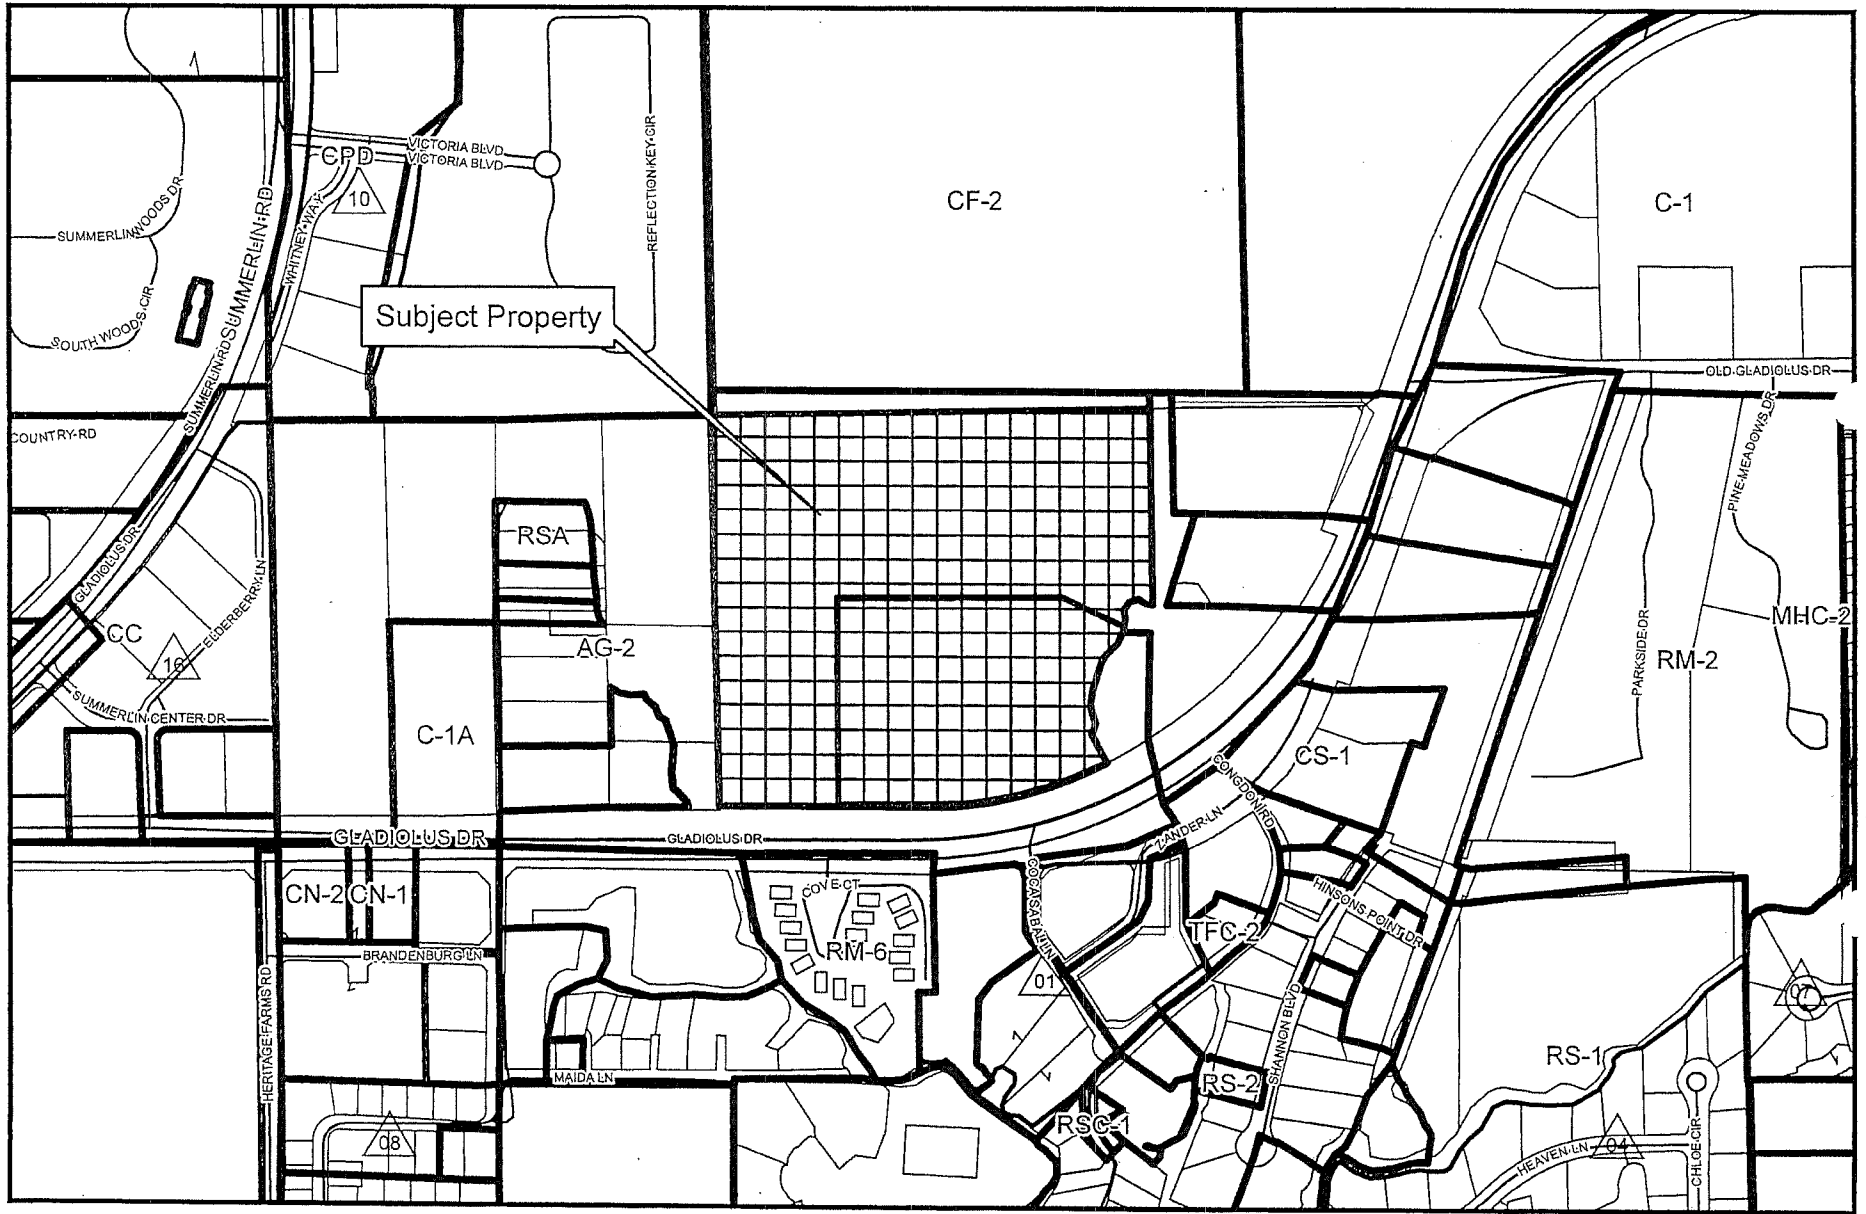 VICTORIA BLVD
CPD
VICTORIA BLVD
10
WHITNEY WAY
REFLECTION KEY CIR
CF-2
C-1
SUMMERLIN WOODS DR
SUMMERLIN RD
SOUTH WOODS CIR
SUMMERLIN RD
Subject Property
OLD GLADIOLUS DR
PINE MEADOWS DR
COUNTRY RD
GLADIOLUS DR
RSA
ELDERBERRY LN
CC
16
AG-2
MHC-2
RM-2
PARKSIDE DR
SUMMERLIN CENTER DR
C-1A
CS-1
CONGDON RD
ZANDER LN
GLADIOLUS DR
GLADIOLUS DR
CN-2
CN-1
COVE CT
COCA SABAL LN
HINSONS POINT DR
TFC-2
RM-6
BRANDENBURG LN
HERITAGE FARMS RD
01
07
SHANNON BLVD
RS-1
MAIDA LN
RS-2
RSC-1
08
HEAVEN LN
04
CHLOE CIR